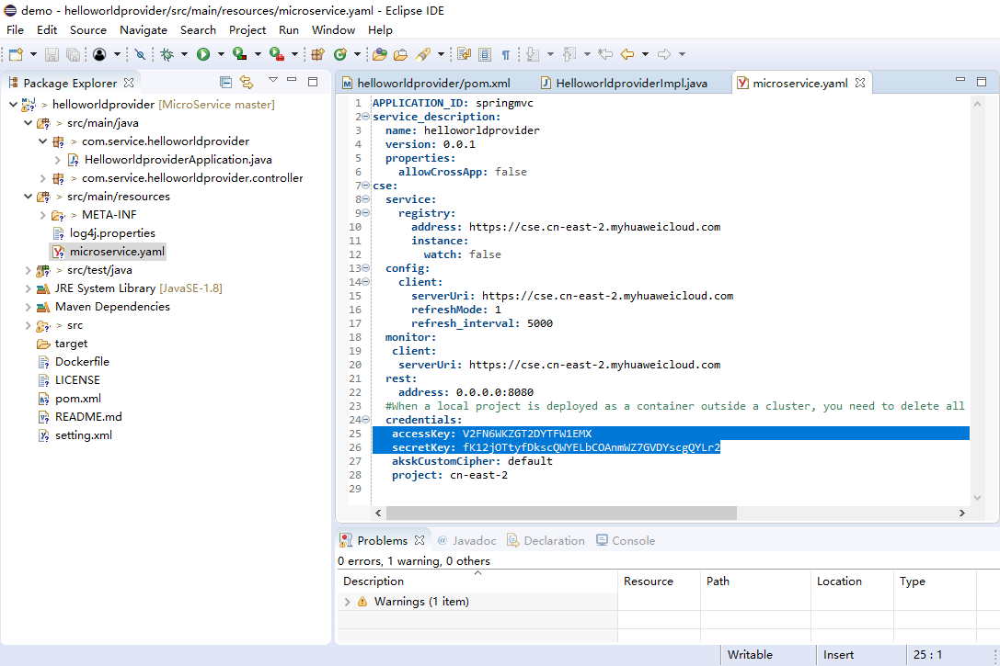 demo - helloworldprovider/src/main/resources/microservice.yaml - Eclipse IDE
File Edit Source Navigate Search Project Run Window Help
Package Explorer
> helloworldprovider [MicroService master]
> src/main/java
> com.service.helloworldprovider
HelloworldproviderApplication.java
> com.service.helloworldprovider.controller
> src/main/resources
> META-INF
log4j.properties
microservice.yaml
> src/test/java
JRE System Library [JavaSE-1.8]
Maven Dependencies
> src
target
Dockerfile
LICENSE
pom.xml
README.md
setting.xml
helloworldprovider/pom.xml HelloworldproviderImpl.java microservice.yaml
1 APPLICATION_ID: springmvc
2 service_description:
3 name: helloworldprovider
4 version: 0.0.1
5 properties:
6 allowCrossApp: false
7 cse:
8 service:
9 registry:
10 address: https://cse.cn-east-2.myhuaweicloud.com
11 instance:
12 watch: false
13 config:
14 client:
15 serverUri: https://cse.cn-east-2.myhuaweicloud.com
16 refreshMode: 1
17 refresh_interval: 5000
18 monitor:
19 client:
20 serverUri: https://cse.cn-east-2.myhuaweicloud.com
21 rest:
22 address: 0.0.0.0:8080
23 #When a local project is deployed as a container outside a cluster, you need to delete all
24 credentials:
25 accessKey: V2FN6WKZGT2DYTFW1EMX
26 secretKey: fK12jOTtyfDkscQWYELbCOAnmWZ7GVDYscgQYLr2
27 akskCustomCipher: default
28 project: cn-east-2
29
Problems Javadoc Declaration Console
0 errors, 1 warning, 0 others
Description Resource Path Location Type
Warnings (1 item)
Writable Insert 25 : 1